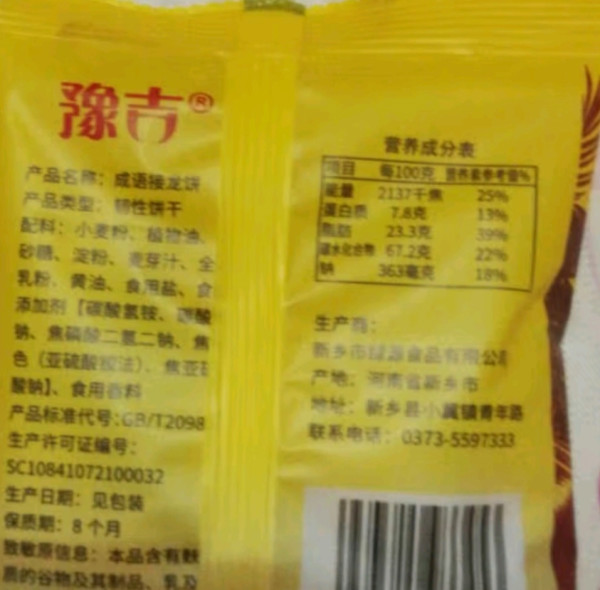 豫吉®
产品名称：成语接龙饼
产品类型：韧性饼干
配料：小麦粉、植物油、
砂糖、淀粉、麦芽汁、全
乳粉、黄油、食用盐、食
添加剂【碳酸氢铵、碳酸
钠、焦磷酸二氢二钠、焦
色（亚硫酸铵法）、焦亚硫
酸钠】、食用香料
产品标准代号：GB/T2098
生产许可证编号：
SC10841072100032
生产日期：见包装
保质期：8个月
致敏原信息：本品含有麸
质的谷物及其制品、乳及
营养成分表
项目 每100克 营养素参考值%
能量 2137千焦 25%
蛋白质 7.8克 13%
脂肪 23.3克 39%
碳水化合物 67.2克 22%
钠 363毫克 18%
生产商：
新乡市绿源食品有限公司
产地：河南省新乡市
地址：新乡县小冀镇青年路
联系电话：0373-5597333